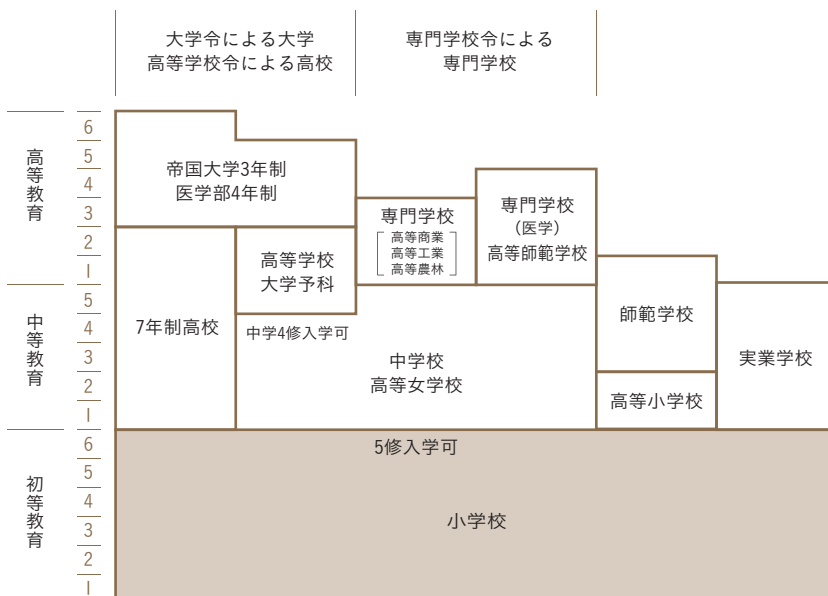 大学令による大学
高等学校令による高校
専門学校令による
専門学校
高等教育
6
5
4
3
2
1
帝国大学3年制
医学部4年制
専門学校
高等商業
高等工業
高等農林
専門学校
(医学)
高等師範学校
高等学校
大学予科
中等教育
5
4
3
2
1
7年制高校
中学4修入学可
中学校
高等女学校
師範学校
高等小学校
実業学校
初等教育
6
5
4
3
2
1
5修入学可
小学校